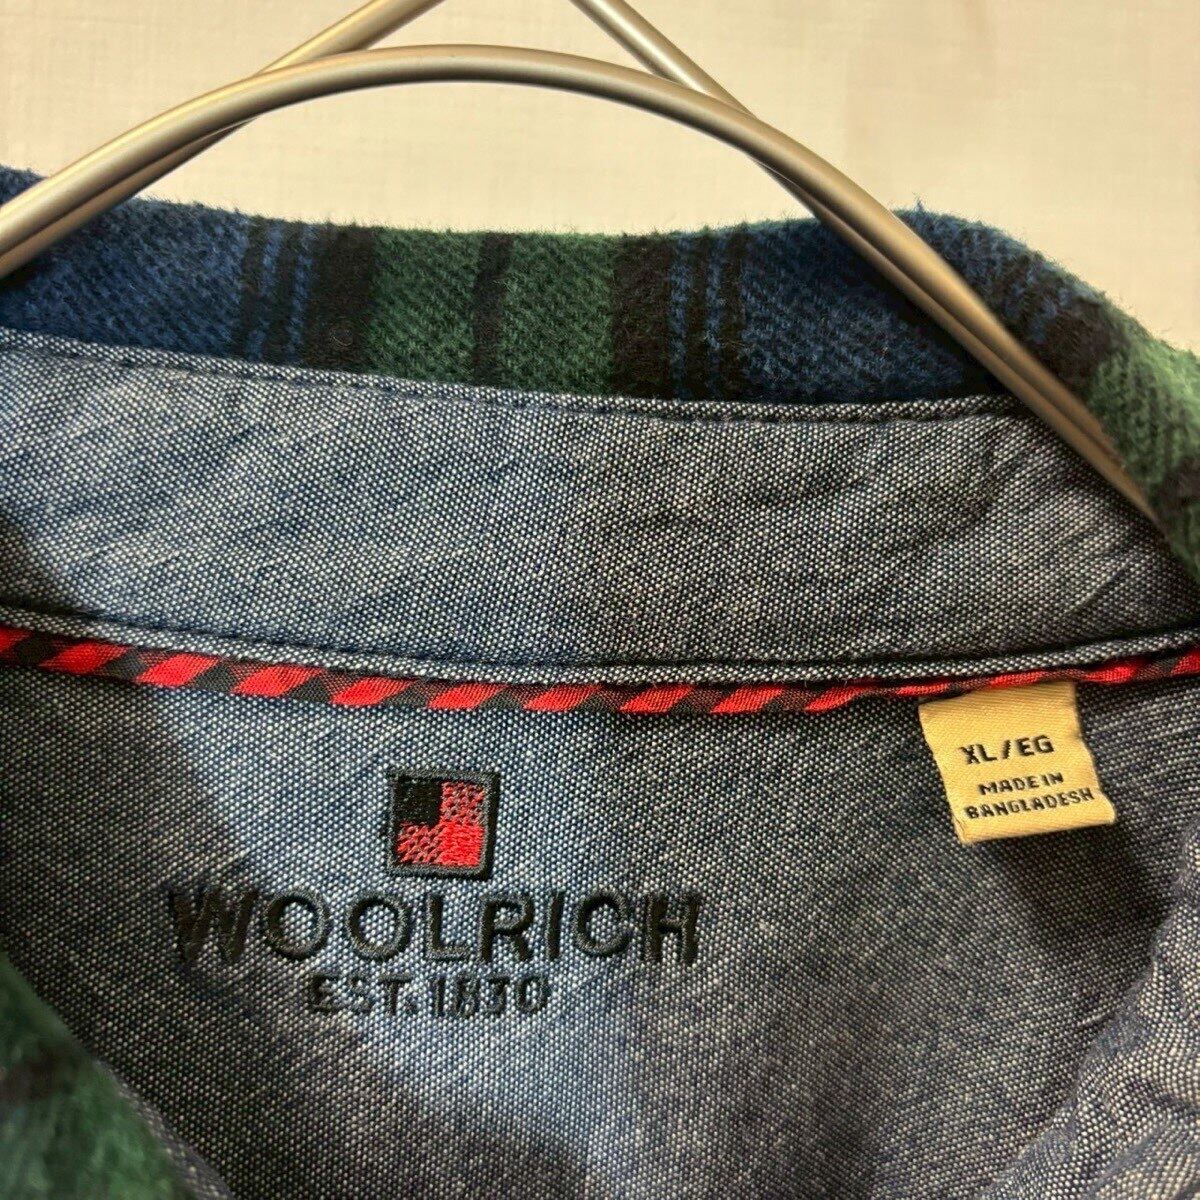 XL/EG
MADE IN
BANGLADESH
WOOLRICH
EST. 1830